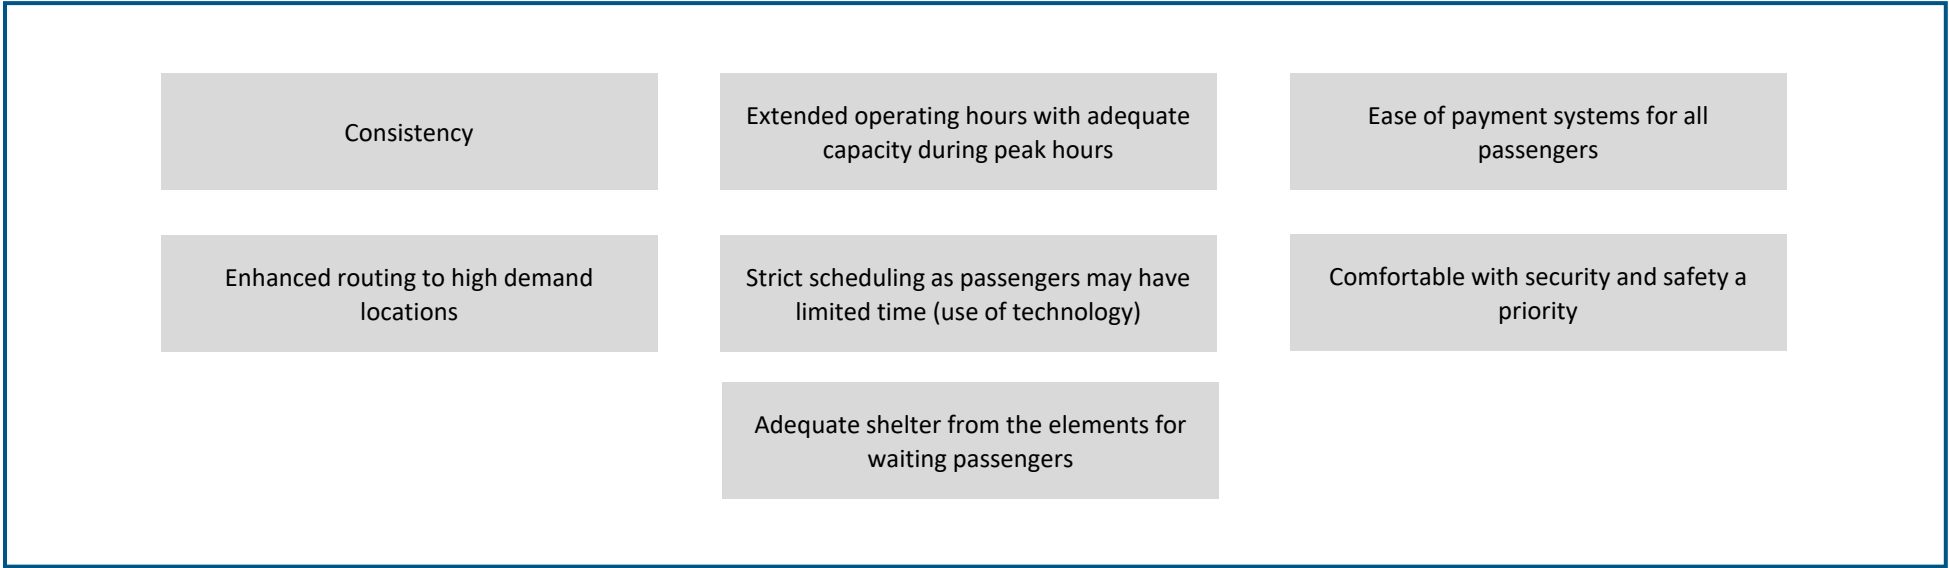 Consistency
Extended operating hours with adequate
capacity during peak hours
Ease of payment systems for all
passengers
Enhanced routing to high demand
locations
Strict scheduling as passengers may have
limited time (use of technology)
Comfortable with security and safety a
priority
Adequate shelter from the elements for
waiting passengers